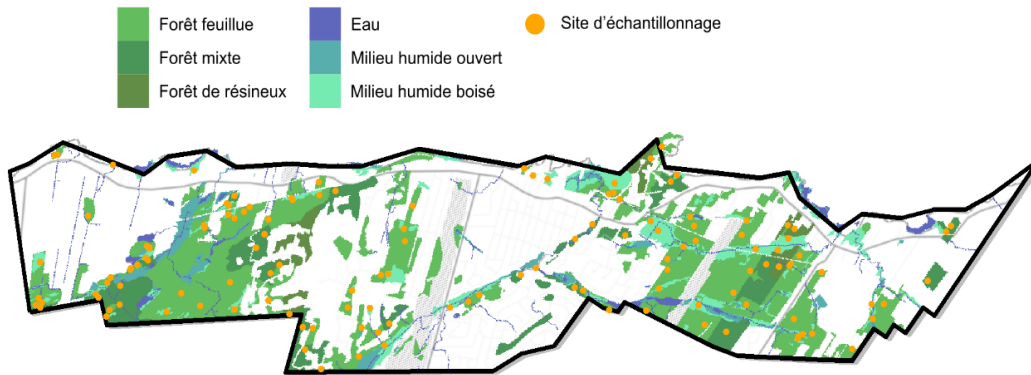 Forêt feuillue
Forêt mixte
Forêt de résineux
Eau
Milieu humide ouvert
Milieu humide boisé
Site d'échantillonnage